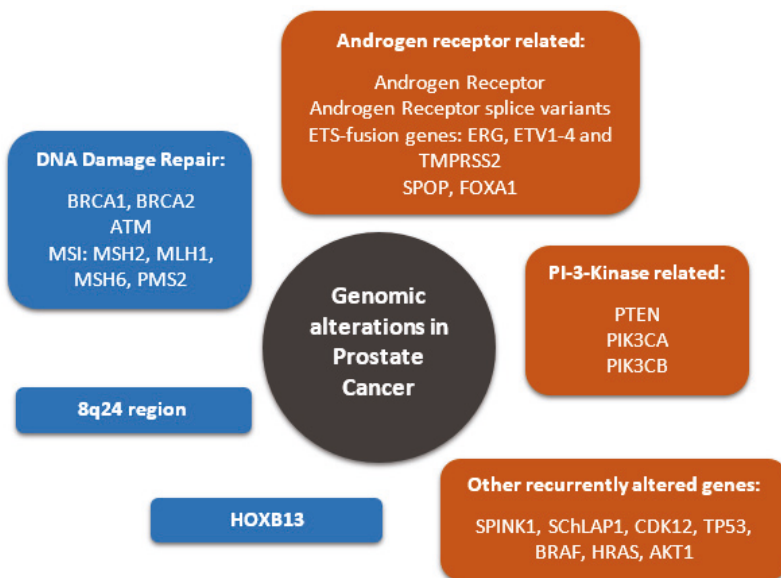 Androgen receptor related:
Androgen Receptor
Androgen Receptor splice variants
ETS-fusion genes: ERG, ETV1-4 and
TMPRSS2
SPOP, FOXA1
DNA Damage Repair:
BRCA1, BRCA2
ATM
MSI: MSH2, MLH1,
MSH6, PMS2
Genomic
alterations in
Prostate
Cancer
PI-3-Kinase related:
PTEN
PIK3CA
PIK3CB
8q24 region
HOXB13
Other recurrently altered genes:
SPINK1, SChLAP1, CDK12, TP53,
BRAF, HRAS, AKT1